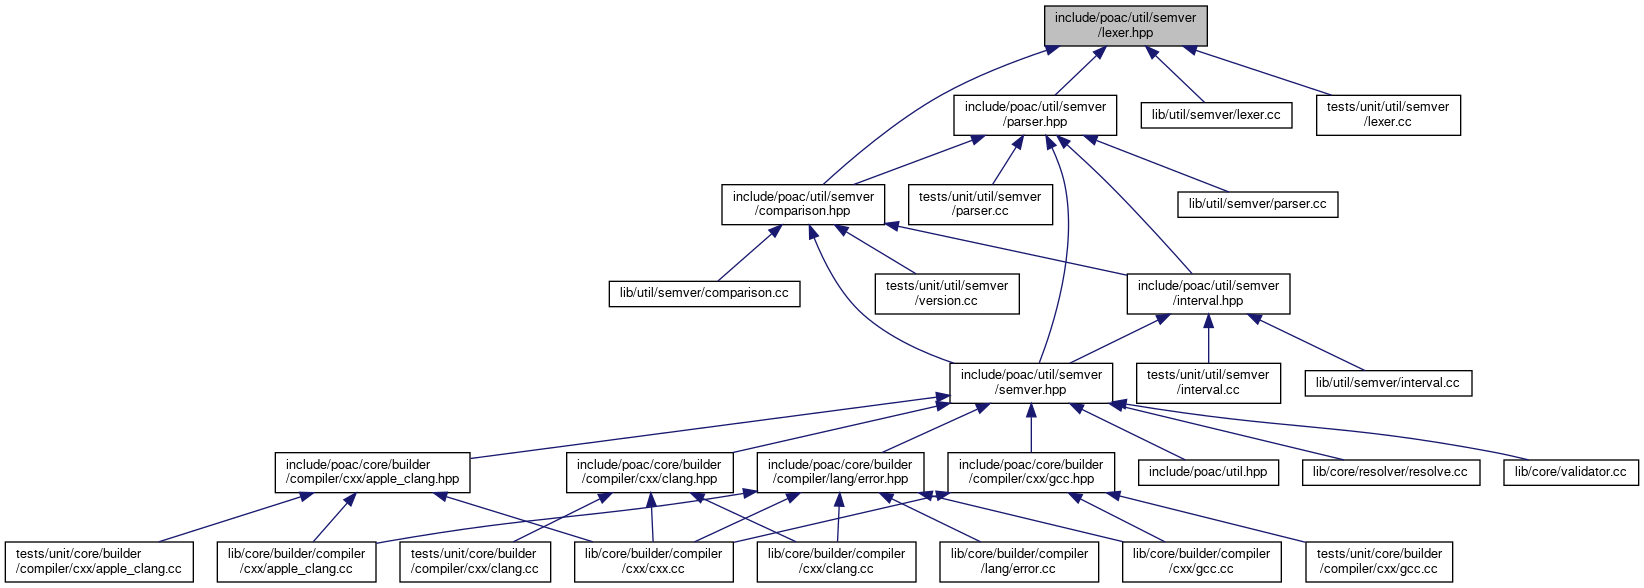 include/poac/util/semver
/lexer.hpp
include/poac/util/semver
/parser.hpp
lib/util/semver/lexer.cc
tests/unit/util/semver
/lexer.cc
include/poac/util/semver
/comparison.hpp
tests/unit/util/semver
/parser.cc
lib/util/semver/parser.cc
lib/util/semver/comparison.cc
tests/unit/util/semver
/version.cc
include/poac/util/semver
/interval.hpp
include/poac/util/semver
/semver.hpp
tests/unit/util/semver
/interval.cc
lib/util/semver/interval.cc
include/poac/core/builder
/compiler/cxx/apple_clang.hpp
include/poac/core/builder
/compiler/cxx/clang.hpp
include/poac/core/builder
/compiler/lang/error.hpp
include/poac/core/builder
/compiler/cxx/gcc.hpp
include/poac/util.hpp
lib/core/resolver/resolve.cc
lib/core/validator.cc
tests/unit/core/builder
/compiler/cxx/apple_clang.cc
lib/core/builder/compiler
/cxx/apple_clang.cc
tests/unit/core/builder
/compiler/cxx/clang.cc
lib/core/builder/compiler
/cxx/cxx.cc
lib/core/builder/compiler
/cxx/clang.cc
lib/core/builder/compiler
/lang/error.cc
lib/core/builder/compiler
/cxx/gcc.cc
tests/unit/core/builder
/compiler/cxx/gcc.cc